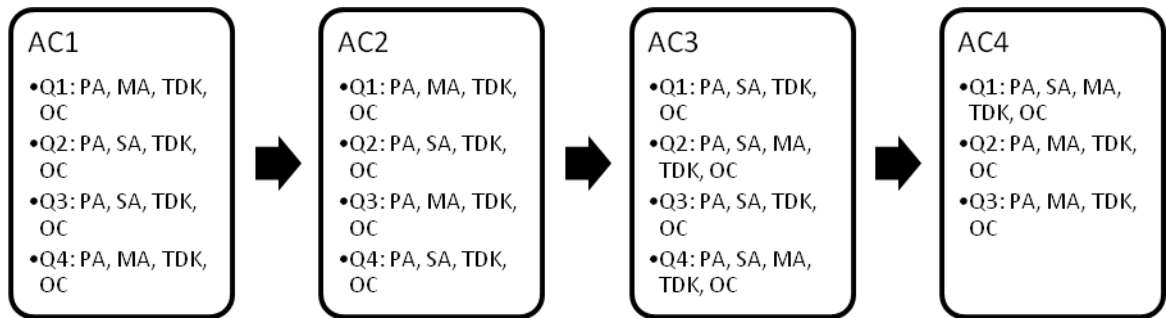 AC1
•Q1: PA, MA, TDK,
OC
•Q2: PA, SA, TDK,
OC
•Q3: PA, SA, TDK,
OC
•Q4: PA, MA, TDK,
OC
AC2
•Q1: PA, MA, TDK,
OC
•Q2: PA, SA, TDK,
OC
•Q3: PA, MA, TDK,
OC
•Q4: PA, SA, TDK,
OC
AC3
•Q1: PA, SA, TDK,
OC
•Q2: PA, SA, MA,
TDK, OC
•Q3: PA, SA, TDK,
OC
•Q4: PA, SA, MA,
TDK, OC
AC4
•Q1: PA, SA, MA,
TDK, OC
•Q2: PA, MA, TDK,
OC
•Q3: PA, MA, TDK,
OC